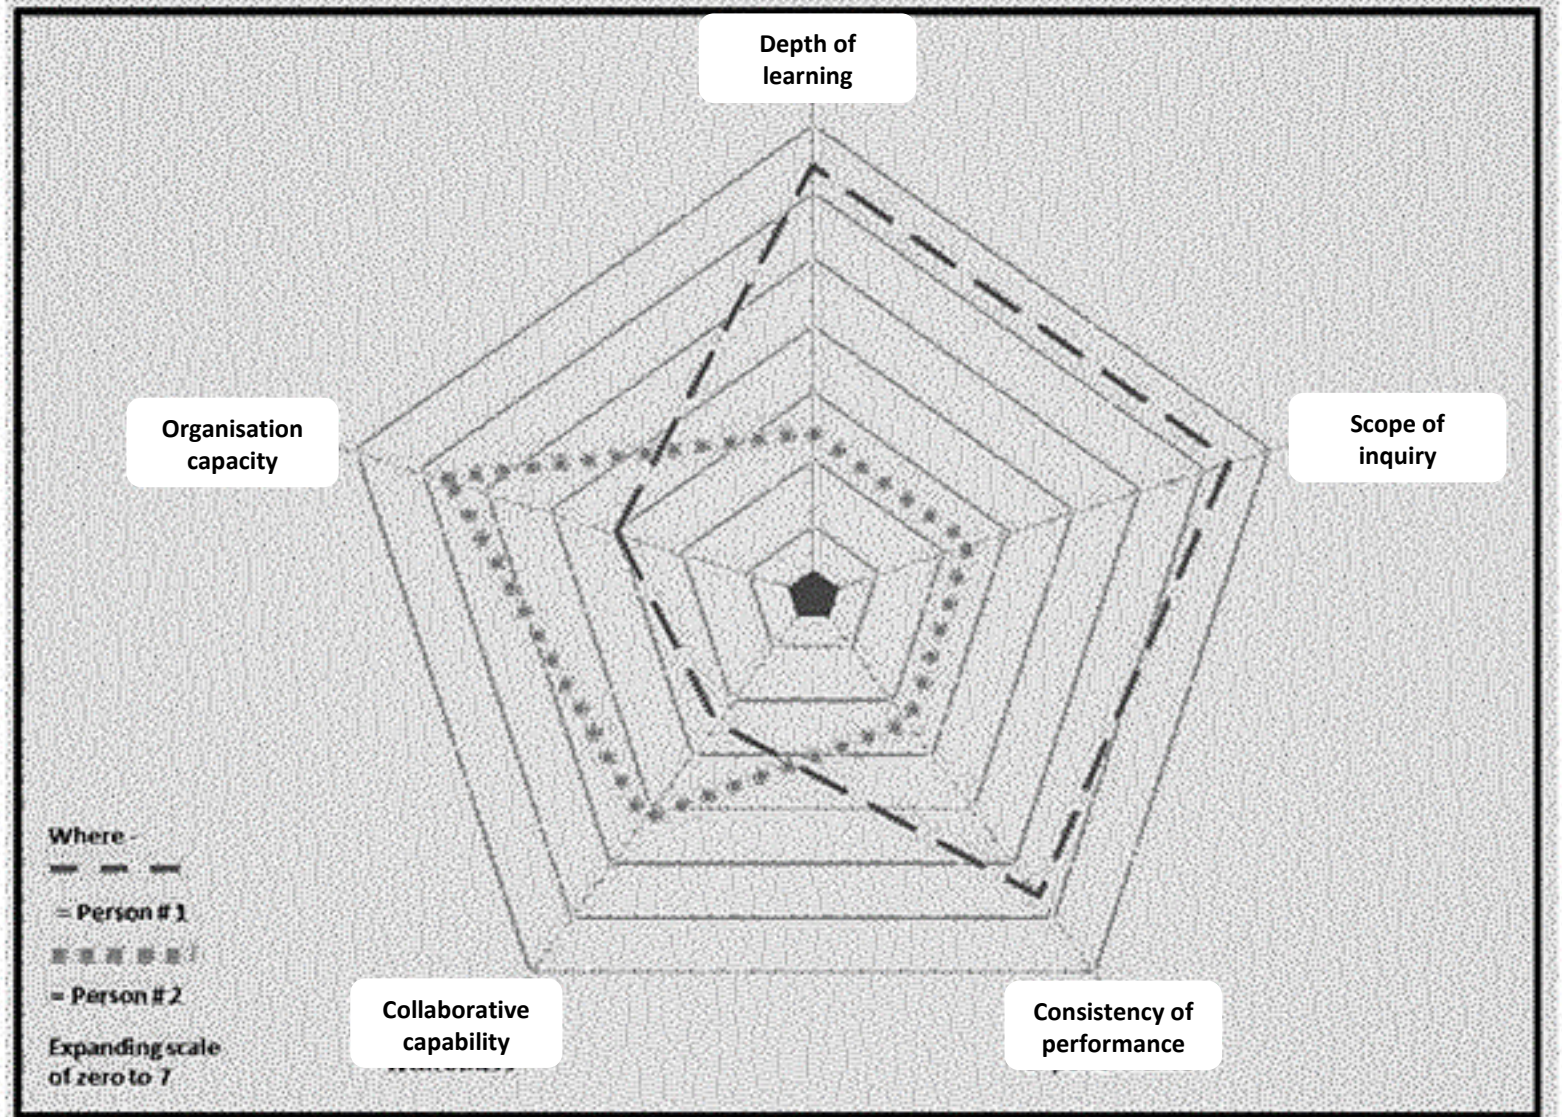 Depth of
learning
Organisation
capacity
Scope of
inquiry
Where -
= Person # 1
= Person # 2
Expanding scale
of zero to 7
Collaborative
capability
Consistency of
performance